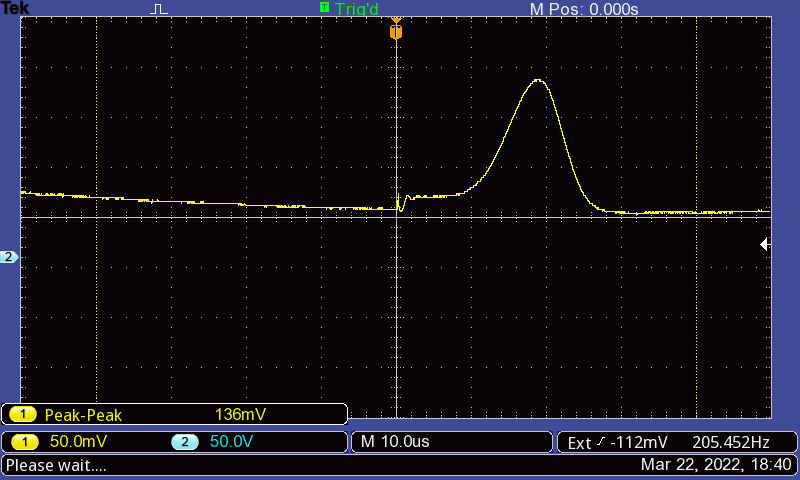 Tek T Trig'd M Pos: 0.000s
T
2
1 Peak-Peak 136mV
1 50.0mV 2 50.0V M 10.0us Ext -112mV 205.452Hz
Please wait.... Mar 22, 2022, 18:40